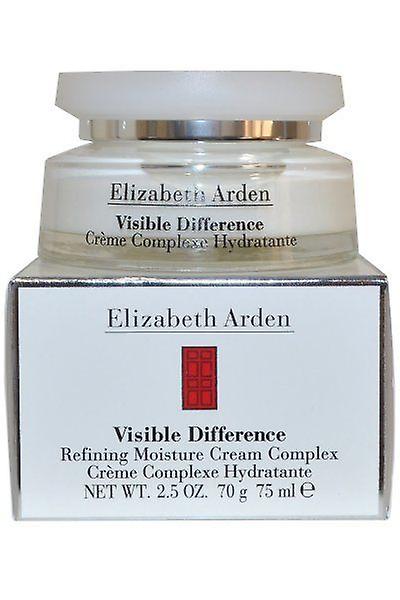 Elizabeth Arden
Visible Difference
Crème Complexe Hydratante
Elizabeth Arden
Visible Difference
Refining Moisture Cream Complex
Crème Complexe Hydratante
NET WT. 2.5 OZ. 70 g 75 ml ℮